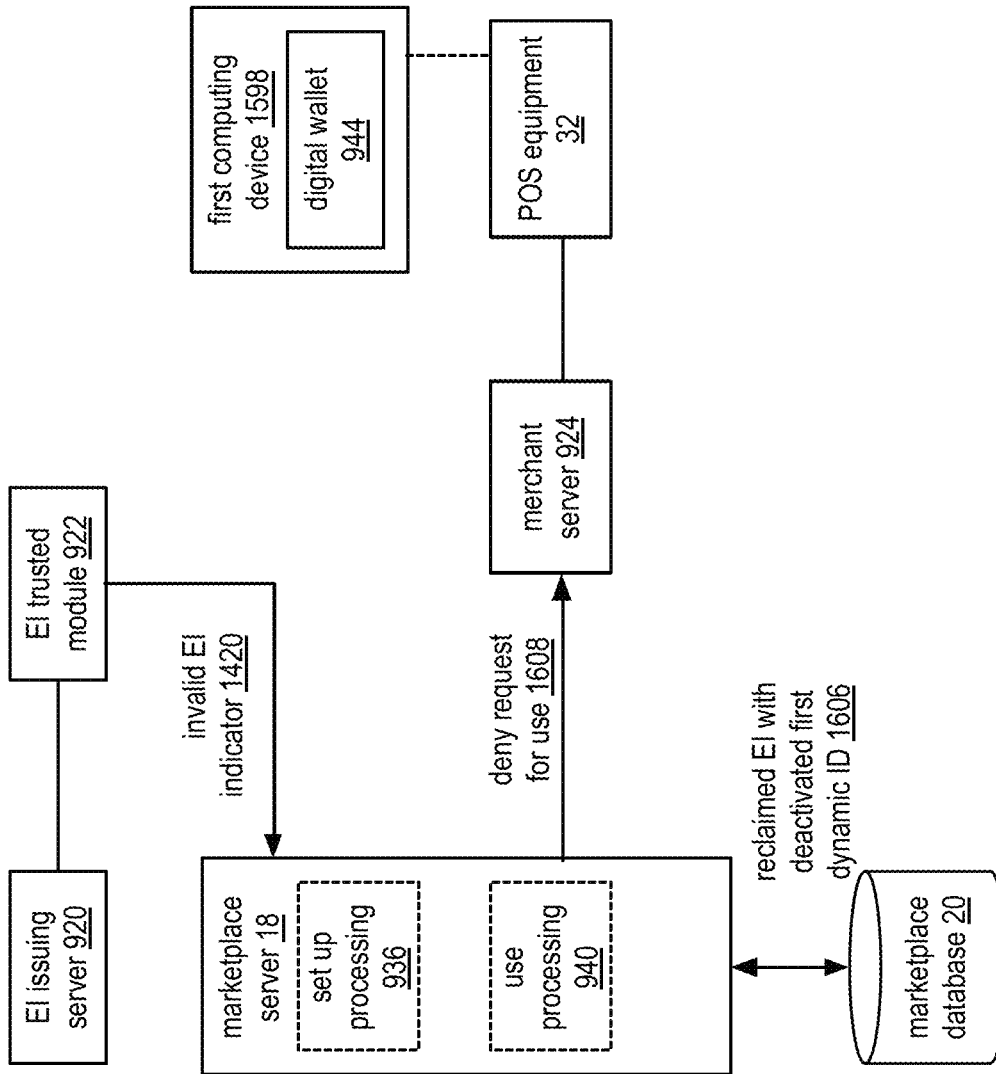 EI issuing
server 920
EI trusted
module 922
invalid EI
indicator 1420
marketplace
server 18
set up
processing
936
use
processing
940
deny request
for use 1608
merchant
server 924
first computing
device 1598
digital wallet
944
POS equipment
32
reclaimed EI with
deactivated first
dynamic ID 1606
marketplace
database 20